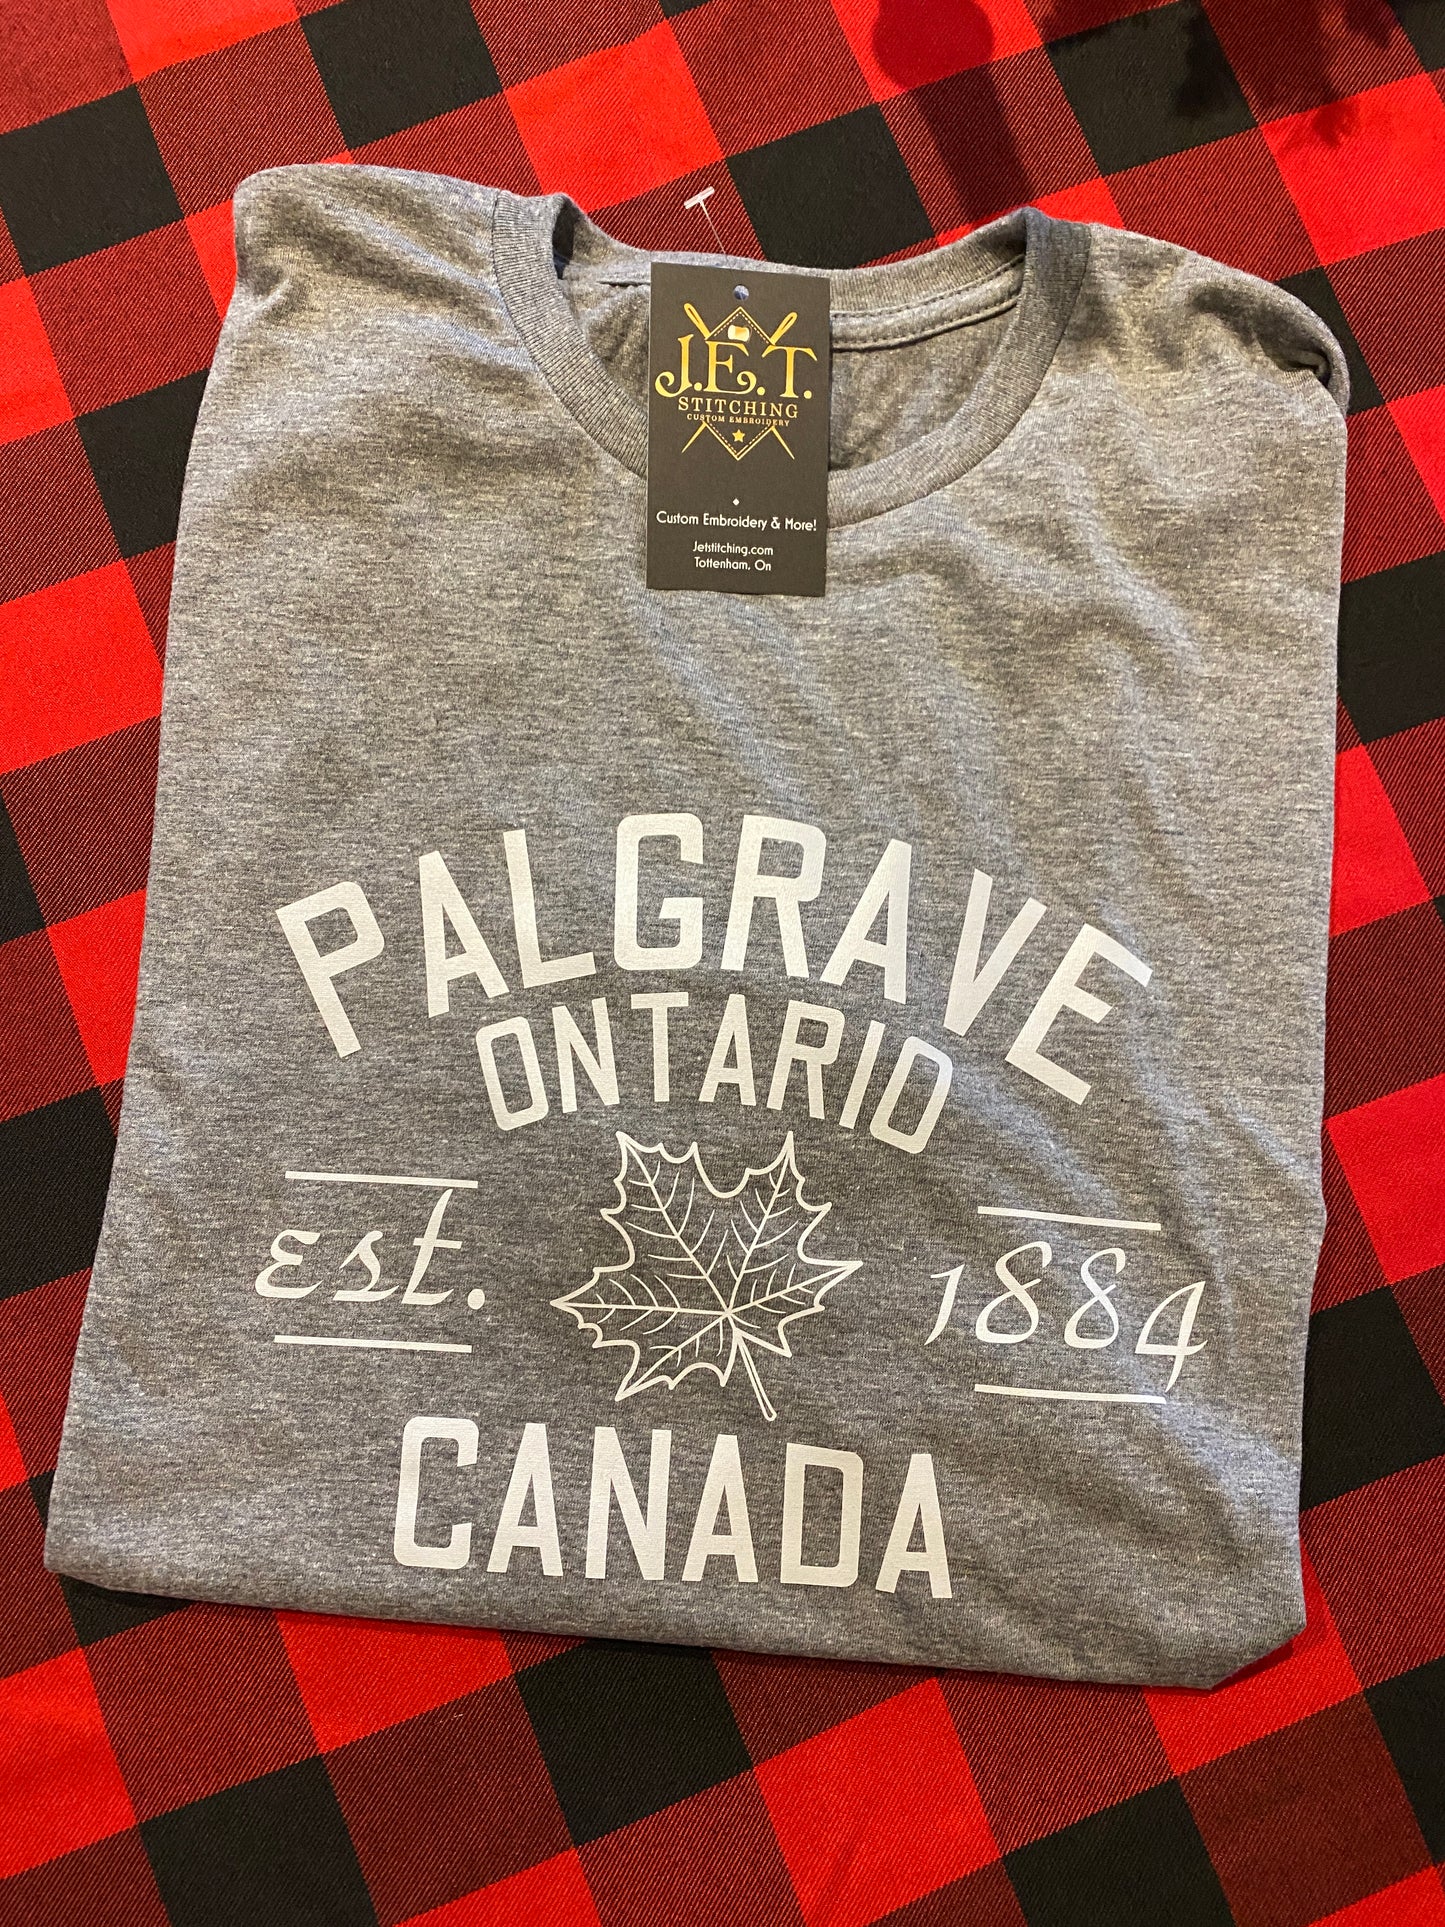 J.E.T.
STITCHING
CUSTOM EMBROIDERY
Custom Embroidery & More!
Jetstitching.com
Tottenham, On
PALGRAVE
ONTARIO
est. 1884
CANADA